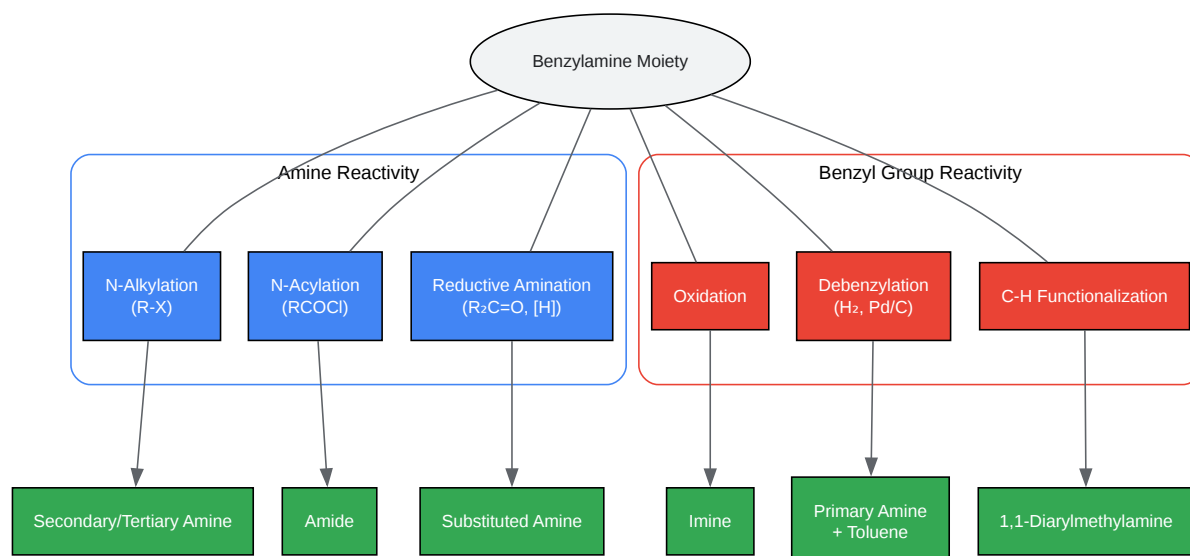 Benzylamine Moiety
Amine Reactivity
Benzyl Group Reactivity
N-Alkylation
(R-X)
N-Acylation
(RCOCl)
Reductive Amination
(R₂C=O, [H])
Oxidation
Debenzylation
(H₂, Pd/C)
C-H Functionalization
Secondary/Tertiary Amine
Amide
Substituted Amine
Imine
Primary Amine
+ Toluene
1,1-Diarylmethylamine